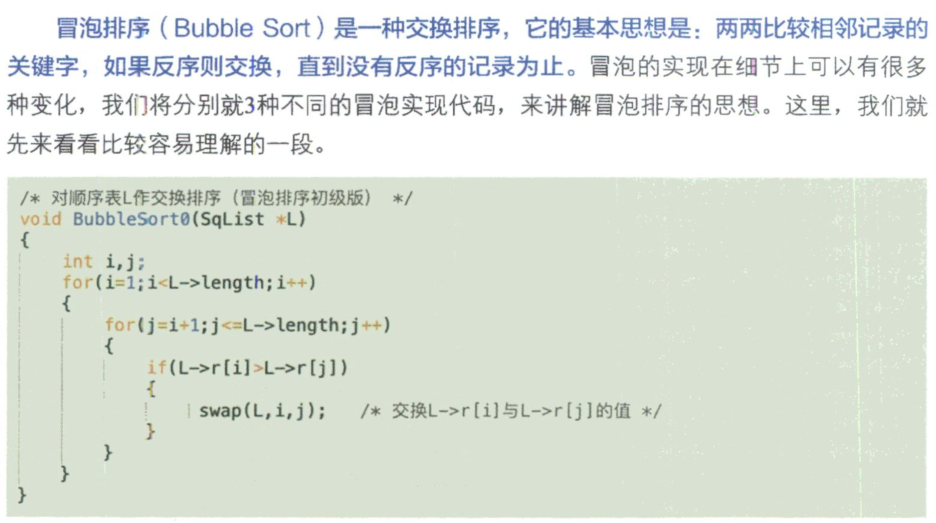 冒泡排序（Bubble Sort）是一种交换排序，它的基本思想是：两两比较相邻记录的
关键字，如果反序则交换，直到没有反序的记录为止。冒泡的实现在细节上可以有很多
种变化，我们将分别就3种不同的冒泡实现代码，来讲解冒泡排序的思想。这里，我们就
先来看看比较容易理解的一段。
/* 对顺序表L作交换排序（冒泡排序初级版） */
void BubbleSort0(SqList *L)
{
    int i,j;
    for(i=1;i<L->length;i++)
    {
        for(j=i+1;j<=L->length;j++)
        {
            if(L->r[i]>L->r[j])
            {
                swap(L,i,j);   /* 交换L->r[i]与L->r[j]的值 */
            }
        }
    }
}